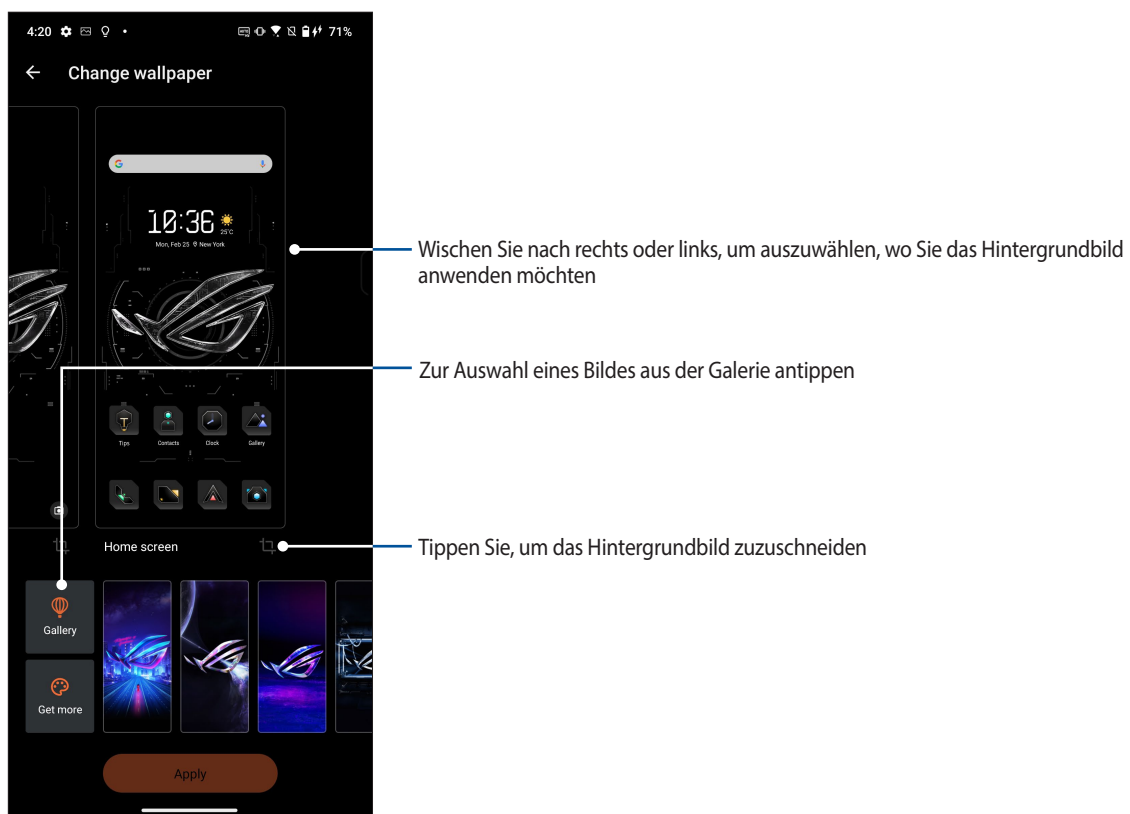 4:20 71%
Change wallpaper
10:36
25°C
Mon, Feb 25 New York
Wischen Sie nach rechts oder links, um auszuwählen, wo Sie das Hintergrundbild
anwenden möchten
Zur Auswahl eines Bildes aus der Galerie antippen
Tips Contacts Clock Gallery
Home screen
Tippen Sie, um das Hintergrundbild zuzuschneiden
Gallery
Get more
Apply